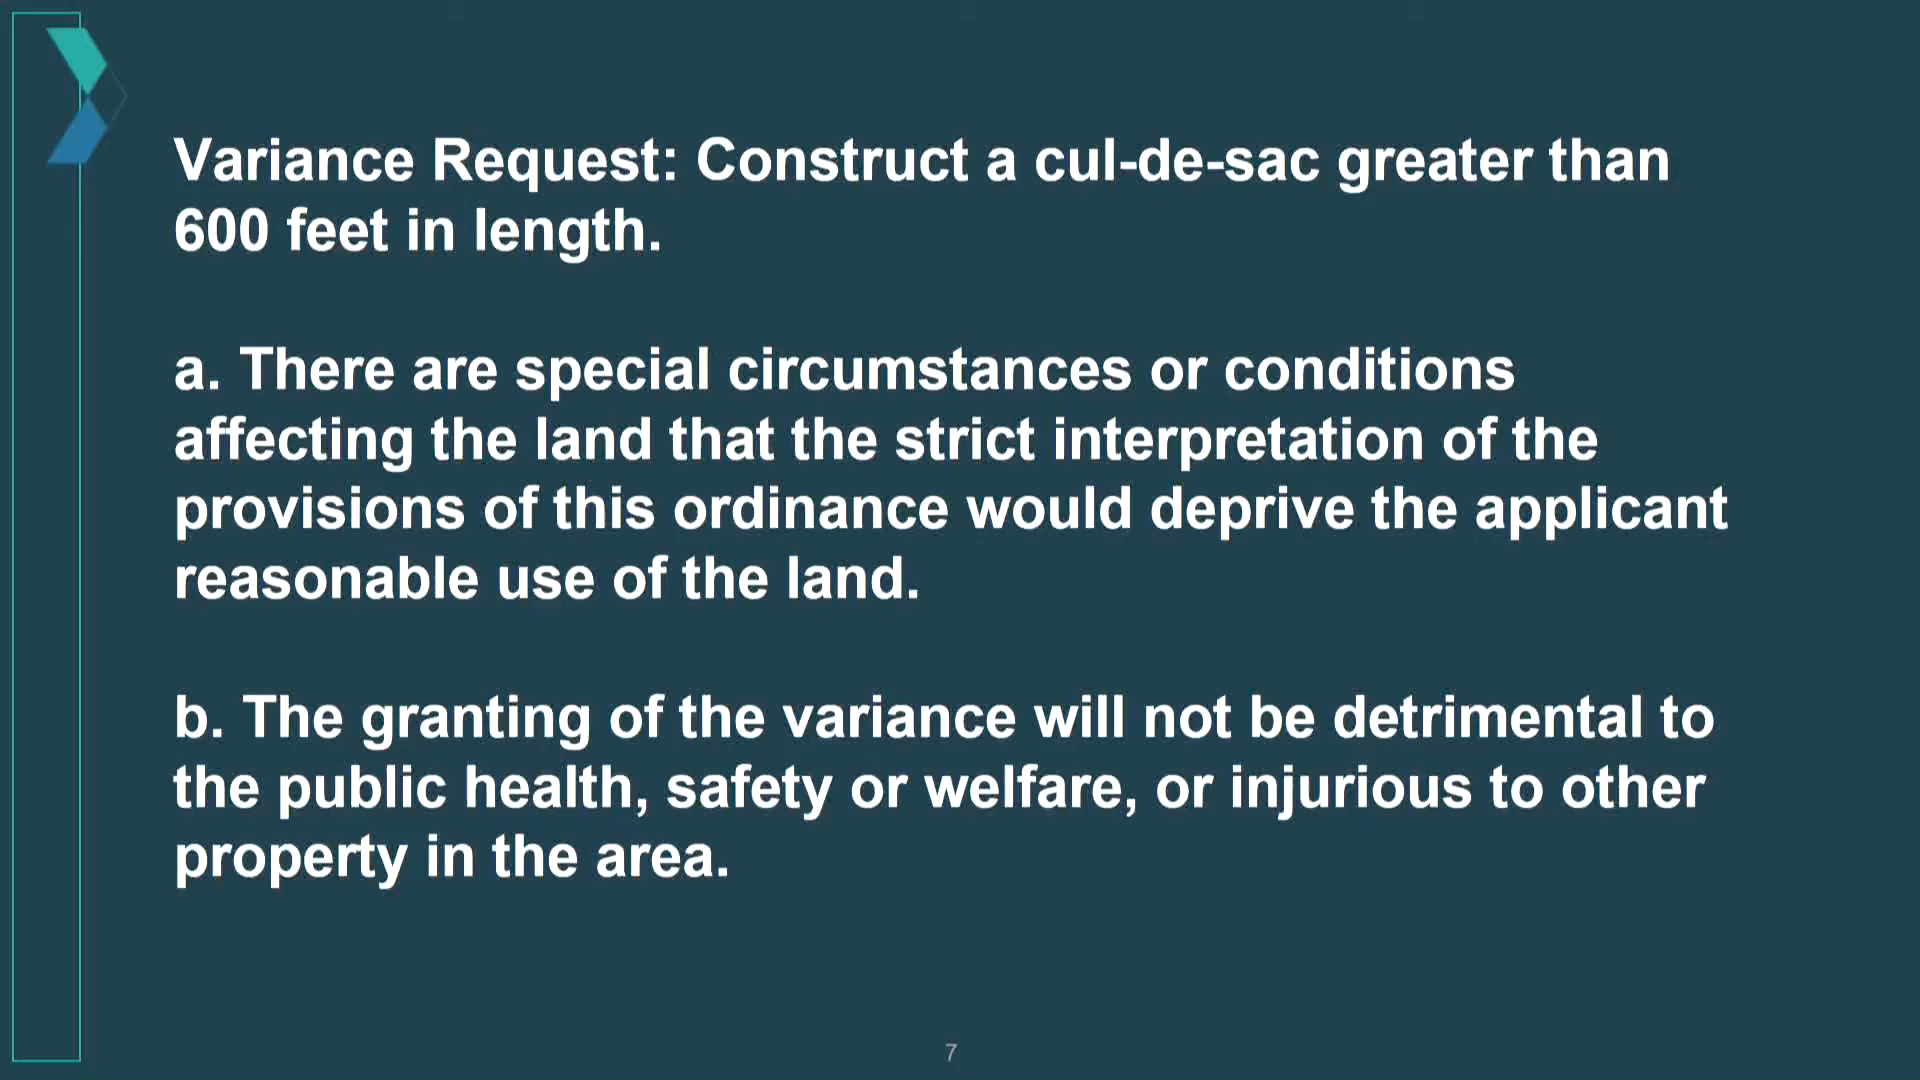 Variance Request: Construct a cul-de-sac greater than
600 feet in length.
a. There are special circumstances or conditions
affecting the land that the strict interpretation of the
provisions of this ordinance would deprive the applicant
reasonable use of the land.
b. The granting of the variance will not be detrimental to
the public health, safety or welfare, or injurious to other
property in the area.
7